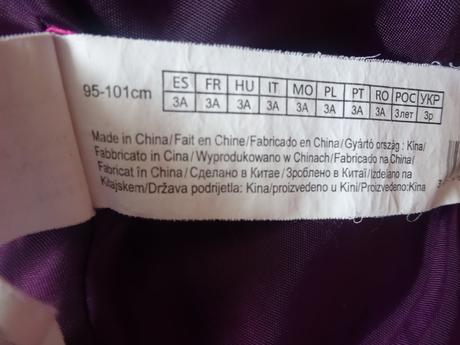 95-101cm
ES FR HU IT MO PL PT RO РОС УКР
3A 3A 3A 3A 3A 3A 3A 3A 3лет 3р
Made in China/Fait en Chine/Fabricado en China/Gyártó ország : Kína/
Fabbricato in Cina/Wyprodukowano w Chinach/Fabricado na China/
Fabricat în China/Сделано в Китае/Зроблено в Китаї/Izdelano na
Kitajskem/Država podrijetla: Kina/proizvedeno u Kini/Proizvedeno:Kina